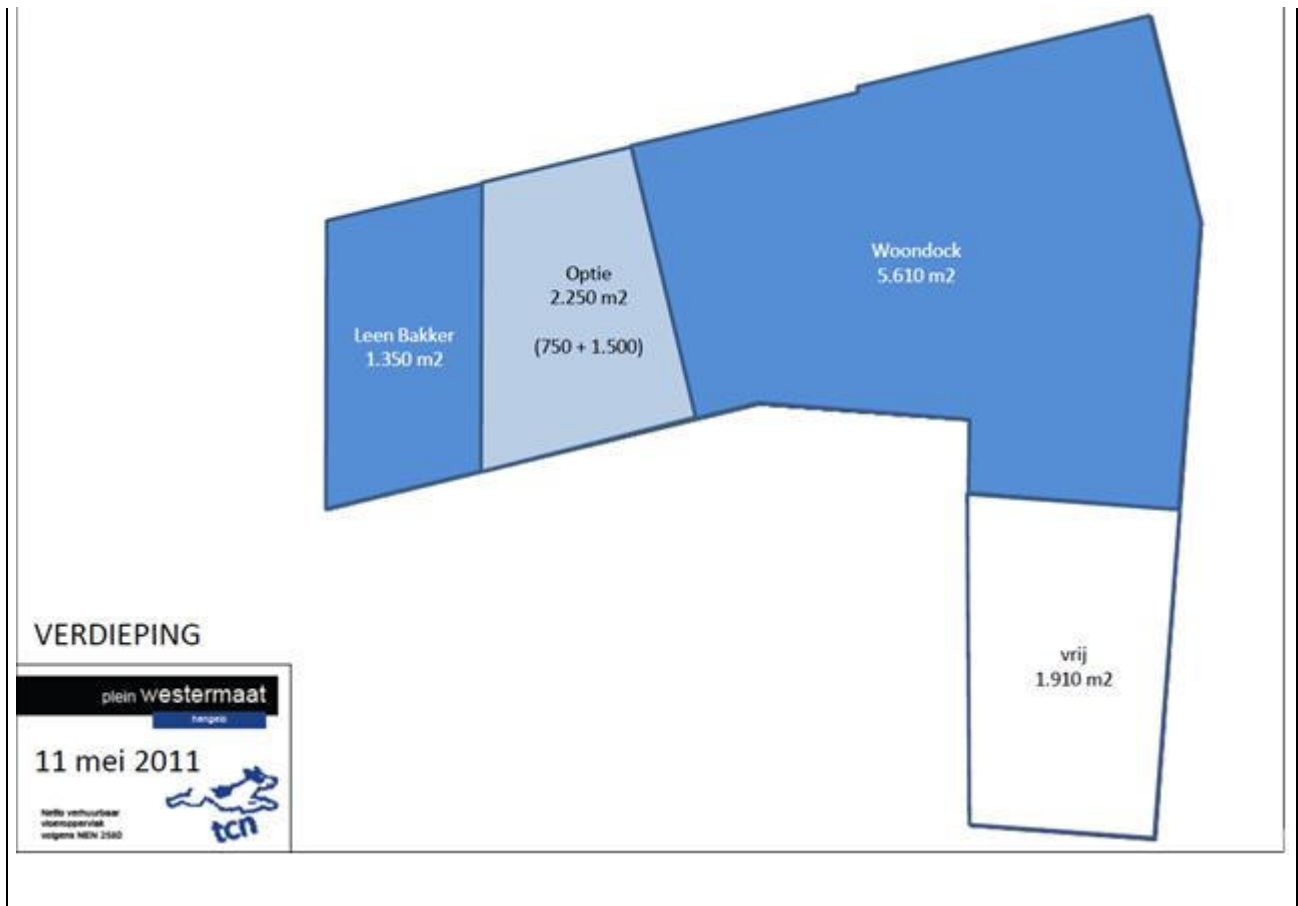 Woondock
5.610 m2
Optie
2.250 m2
(750 + 1.500)
Leen Bakker
1.350 m2
vrij
1.910 m2
VERDIEPING
plein Westermaat
hengelo
11 mei 2011
Netto verhuurbaar
vloeroppervlak
volgens NEN 2580
tcn